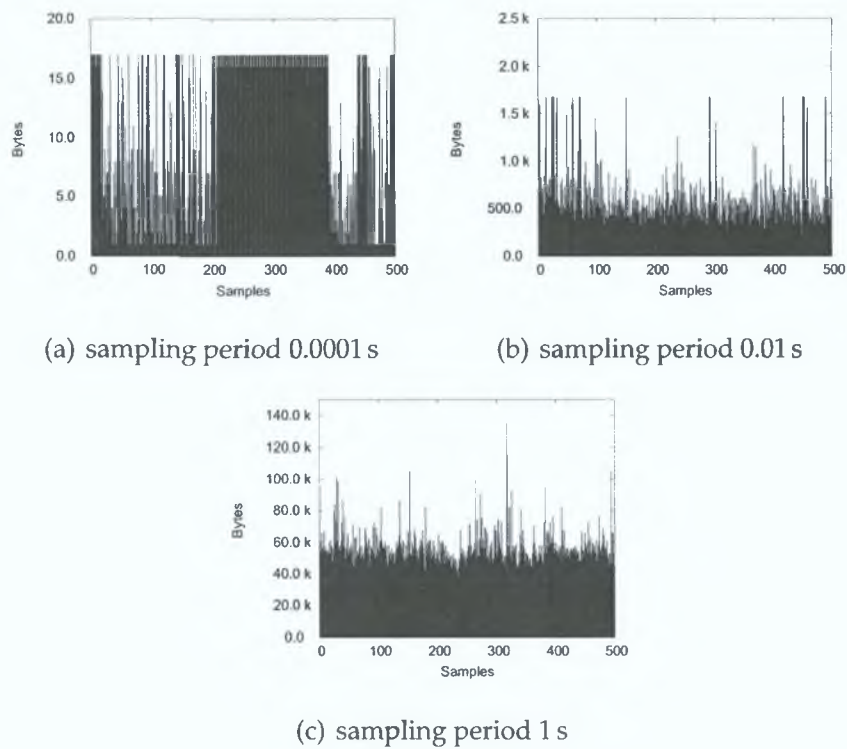 20.0
15.0
10.0
5.0
0.0
Bytes
0 100 200 300 400 500
Samples
(a) sampling period 0.0001 s
2.5 k
2.0 k
1.5 k
1.0 k
500.0
0.0
Bytes
0 100 200 300 400 500
Samples
(b) sampling period 0.01 s
140.0 k
120.0 k
100.0 k
80.0 k
60.0 k
40.0 k
20.0 k
0.0
Bytes
0 100 200 300 400 500
Samples
(c) sampling period 1 s